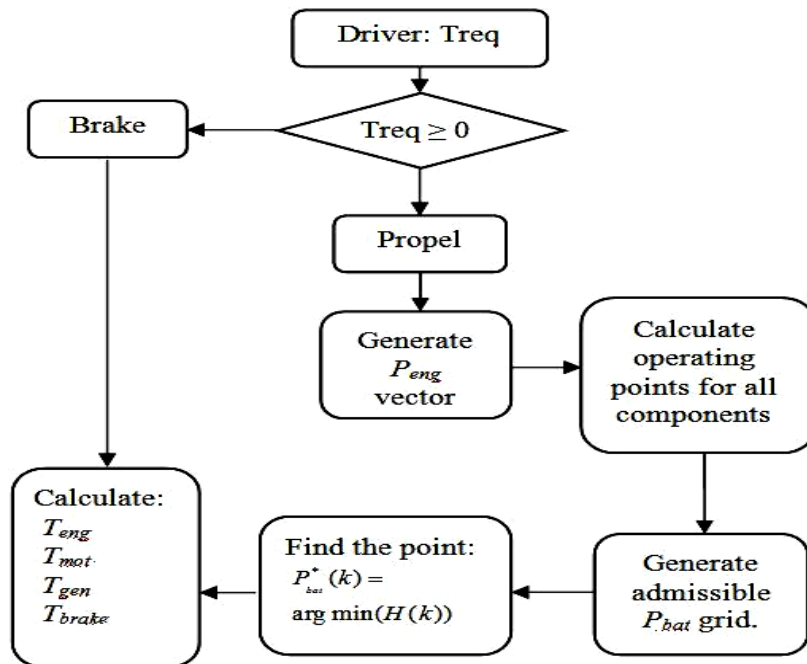 Driver: Treq
Brake
Treq ≥ 0
Propel
Generate
P_eng
vector
Calculate
operating
points for all
components
Calculate:
T_eng
T_mot.
T_gen
T_brake
Find the point:
P*_bat (k) =
arg min(H(k))
Generate
admissible
P_bat grid.